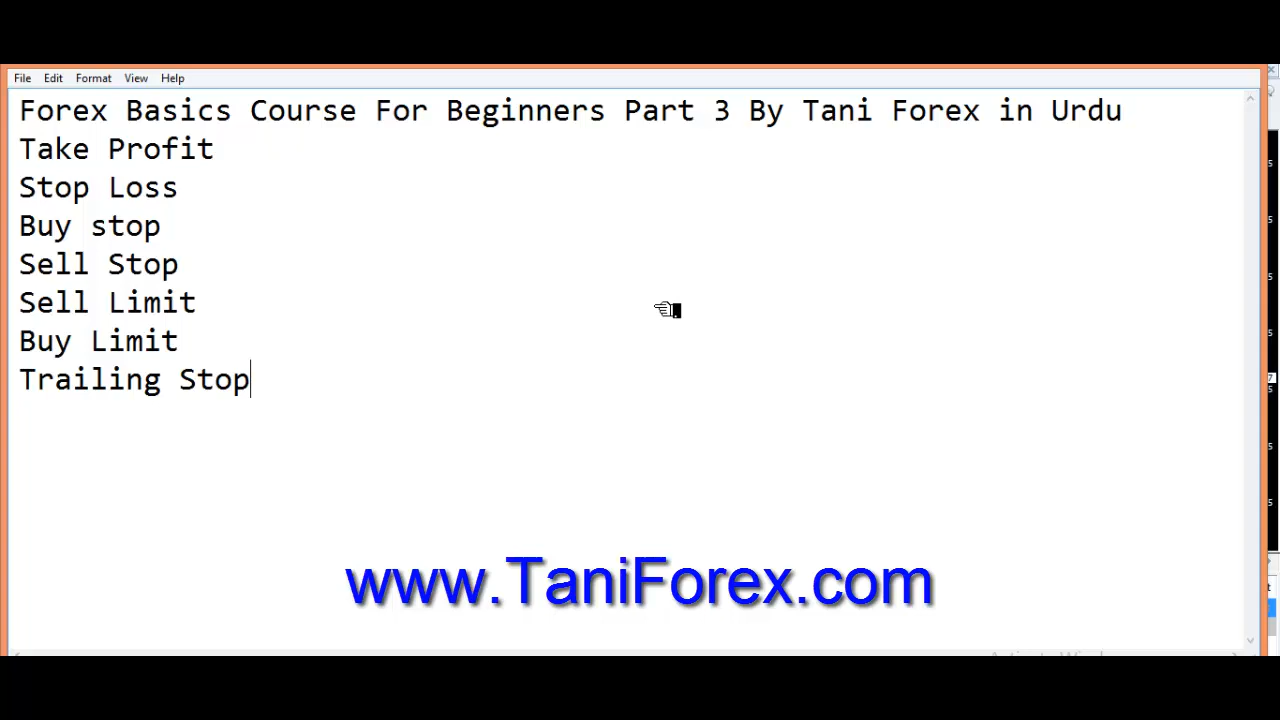 File Edit Format View Help
Forex Basics Course For Beginners Part 3 By Tani Forex in Urdu
Take Profit
Stop Loss
Buy stop
Sell Stop
Sell Limit
Buy Limit
Trailing Stop
www.TaniForex.com